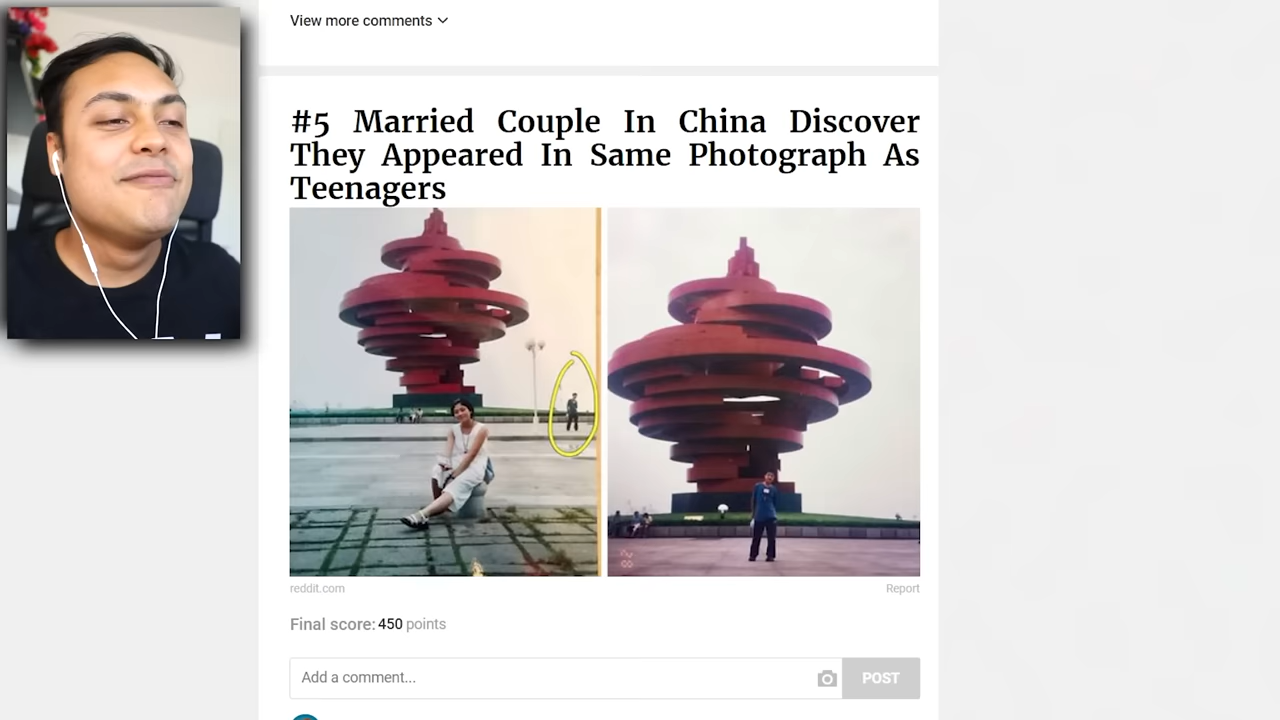 View more comments
#5 Married Couple In China Discover
They Appeared In Same Photograph As
Teenagers
reddit.com
Report
Final score: 450 points
Add a comment...
POST